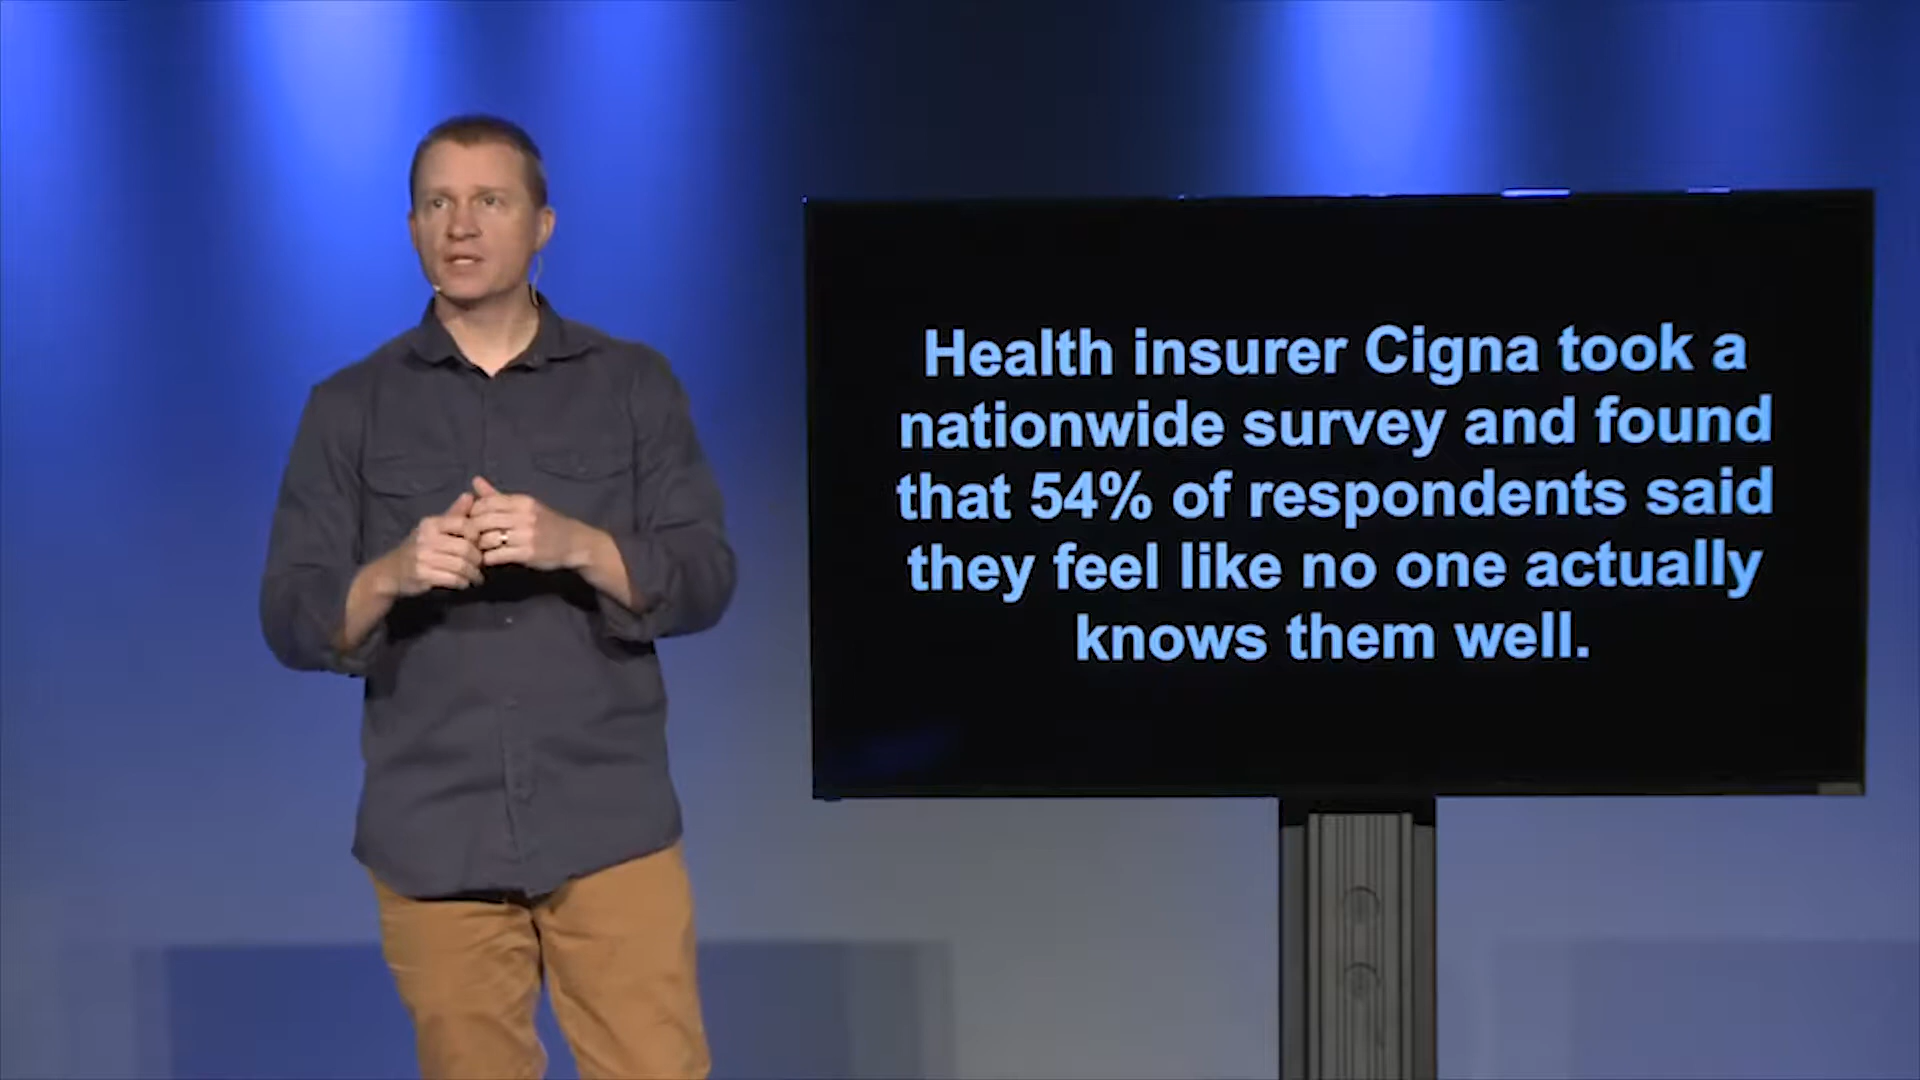 Health insurer Cigna took a
nationwide survey and found
that 54% of respondents said
they feel like no one actually
knows them well.